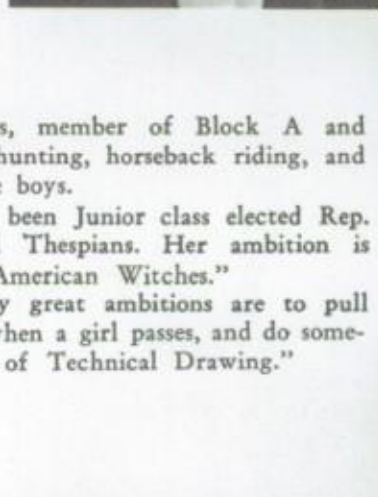 s, member of Block A and
hunting, horseback riding, and
boys.
been Junior class elected Rep.
Thespians. Her ambition is
American Witches."
y great ambitions are to pull
when a girl passes, and do some-
of Technical Drawing."